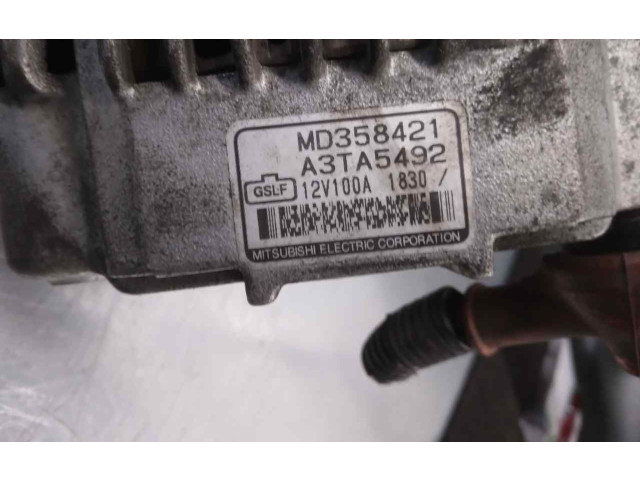 MD358421
A3TA5492
GSLF 12V100A 1830 /
MITSUBISHI ELECTRIC CORPORATION